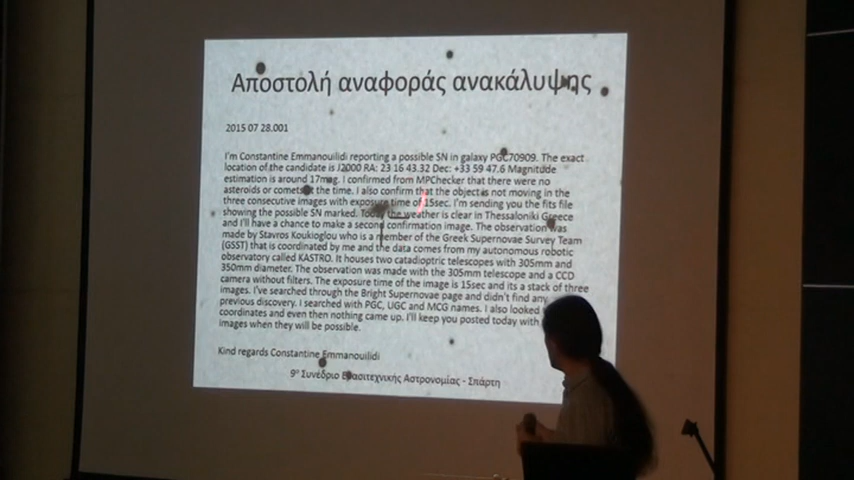 Αποστολή αναφοράς ανακάλυψης
2015 07 28.001
I'm Constantine Emmanouilidi reporting a possible SN in galaxy PGC70909. The exact
location of the candidate is J2000 RA: 23 16 43.32 Dec: +33 59 47.6 Magnitude
estimation is around 17mag. I confirmed from MPChecker that there were no
asteroids or comets at the time. I also confirm that the object is not moving in the
three consecutive images with exposure time of 15sec. I'm sending you the fits file
showing the possible SN marked. Today the weather is clear in Thessaloniki Greece
and I'll have a chance to make a second confirmation image. The observation was
made by Stavros Koukioglou who is a member of the Greek Supernovae Survey Team
(GSST) that is coordinated by me and the data comes from my autonomous robotic
observatory called KASTRO. It houses two catadioptric telescopes with 305mm and
350mm diameter. The observation was made with the 305mm telescope and a CCD
camera without filters. The exposure time of the image is 15sec and its a stack of three
images. I've searched through the Bright Supernovae page and didn't find any
previous discovery. I searched with PGC, UGC and MCG names. I also looked
coordinates and even then nothing came up. I'll keep you posted today with
images when they will be possible.
Kind regards Constantine Emmanouilidi
9ο Συνέδριο Ερασιτεχνικής Αστρονομίας - Σπάρτη